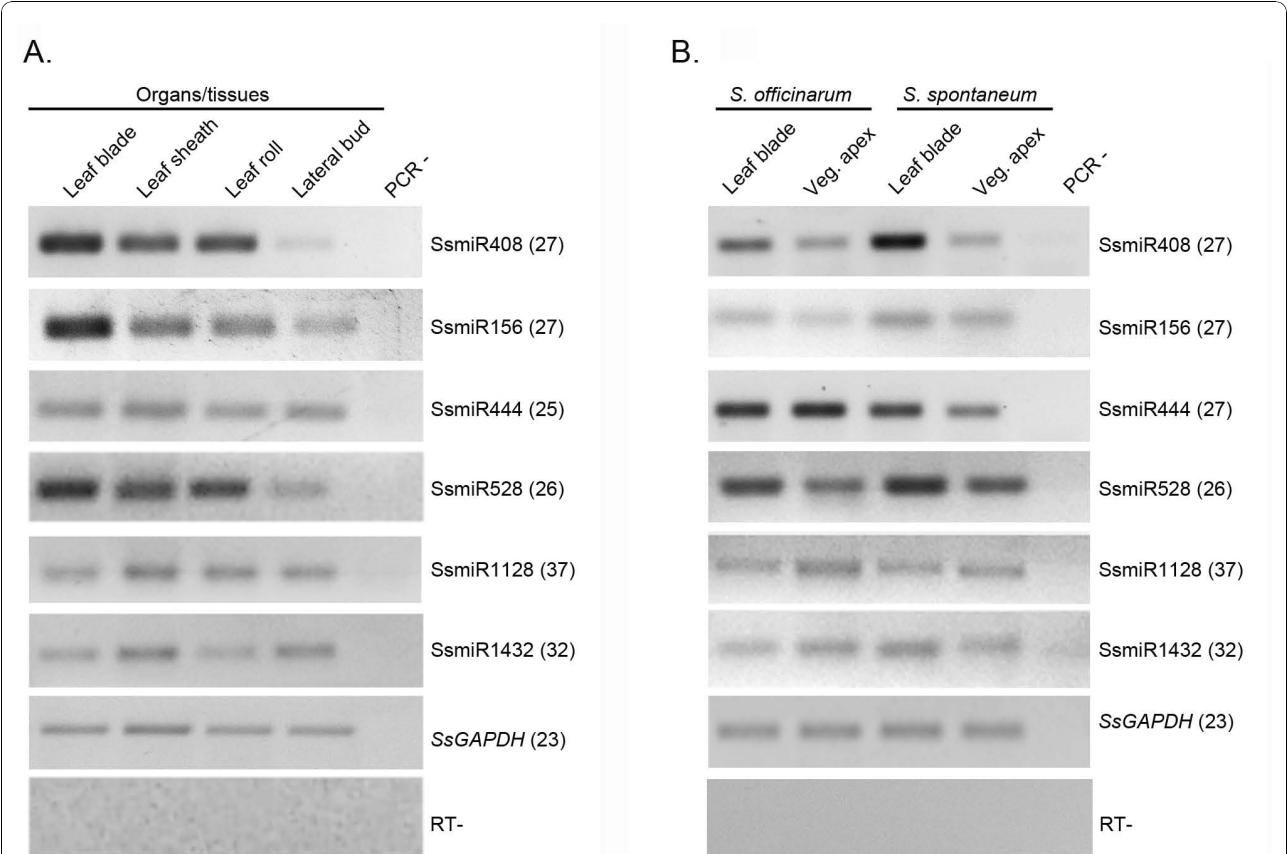 A.
Organs/tissues
Leaf blade
Leaf sheath
Leaf roll
Lateral bud
PCR -
SsmiR408 (27)
SsmiR156 (27)
SsmiR444 (25)
SsmiR528 (26)
SsmiR1128 (37)
SsmiR1432 (32)
SsGAPDH (23)
RT-
B.
S. officinarum
S. spontaneum
Leaf blade
Veg. apex
Leaf blade
Veg. apex
PCR -
SsmiR408 (27)
SsmiR156 (27)
SsmiR444 (27)
SsmiR528 (26)
SsmiR1128 (37)
SsmiR1432 (32)
SsGAPDH (23)
RT-